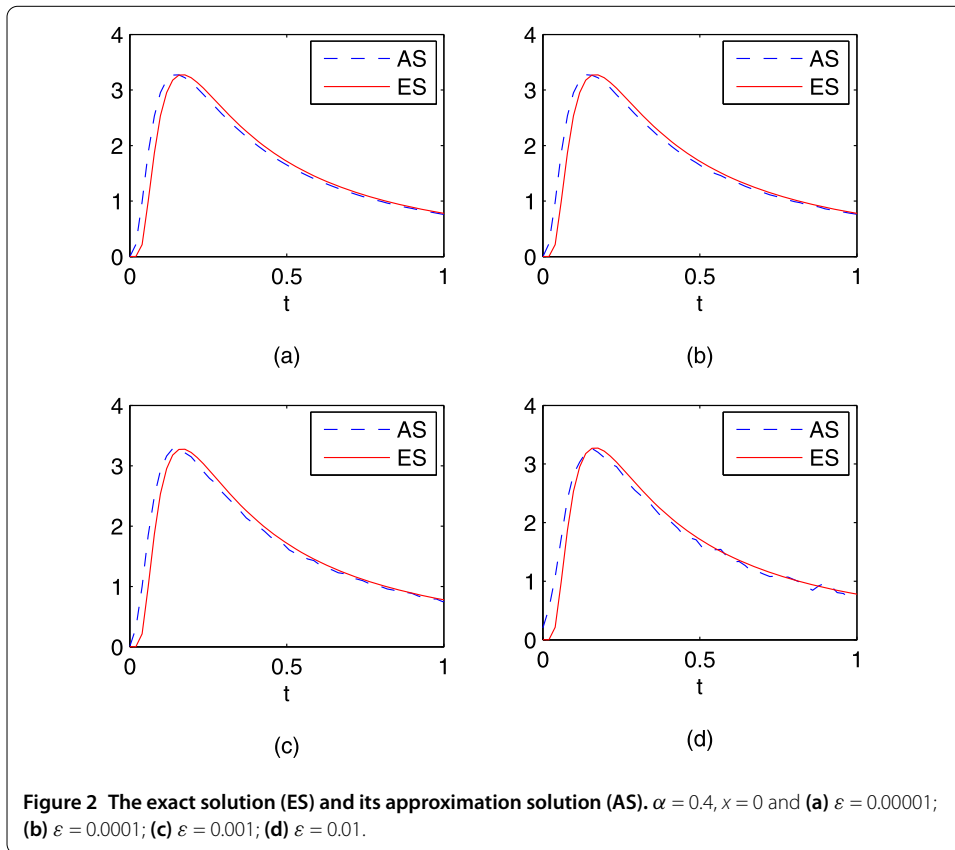 4
3
2
1
0
0
0.5
1
t
AS
ES
(a)
4
3
2
1
0
0
0.5
1
t
AS
ES
(b)
4
3
2
1
0
0
0.5
1
t
AS
ES
(c)
4
3
2
1
0
0
0.5
1
t
AS
ES
(d)
Figure 2 The exact solution (ES) and its approximation solution (AS). α = 0.4, x = 0 and (a) ε = 0.00001;
(b) ε = 0.0001; (c) ε = 0.001; (d) ε = 0.01.